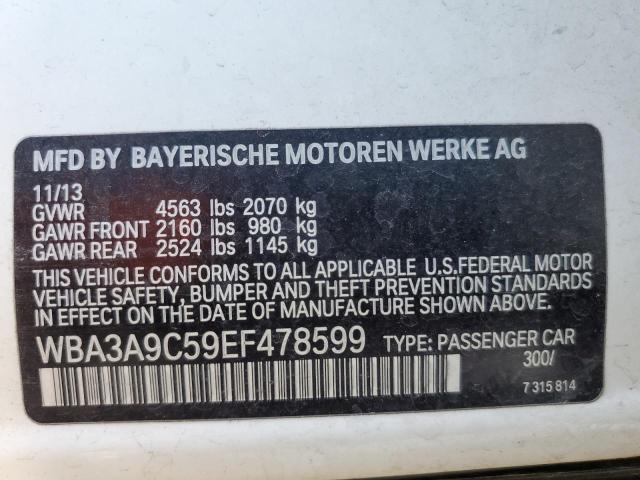 MFD BY BAYERISCHE MOTOREN WERKE AG
11/13
GVWR 4563 lbs 2070 kg
GAWR FRONT 2160 lbs 980 kg
GAWR REAR 2524 lbs 1145 kg
THIS VEHICLE CONFORMS TO ALL APPLICABLE U.S.FEDERAL MOTOR
VEHICLE SAFETY, BUMPER AND THEFT PREVENTION STANDARDS
IN EFFECT ON THE DATE OF MANUFACTURE SHOWN ABOVE.
WBA3A9C59EF478599 TYPE: PASSENGER CAR
300/
7 315 814